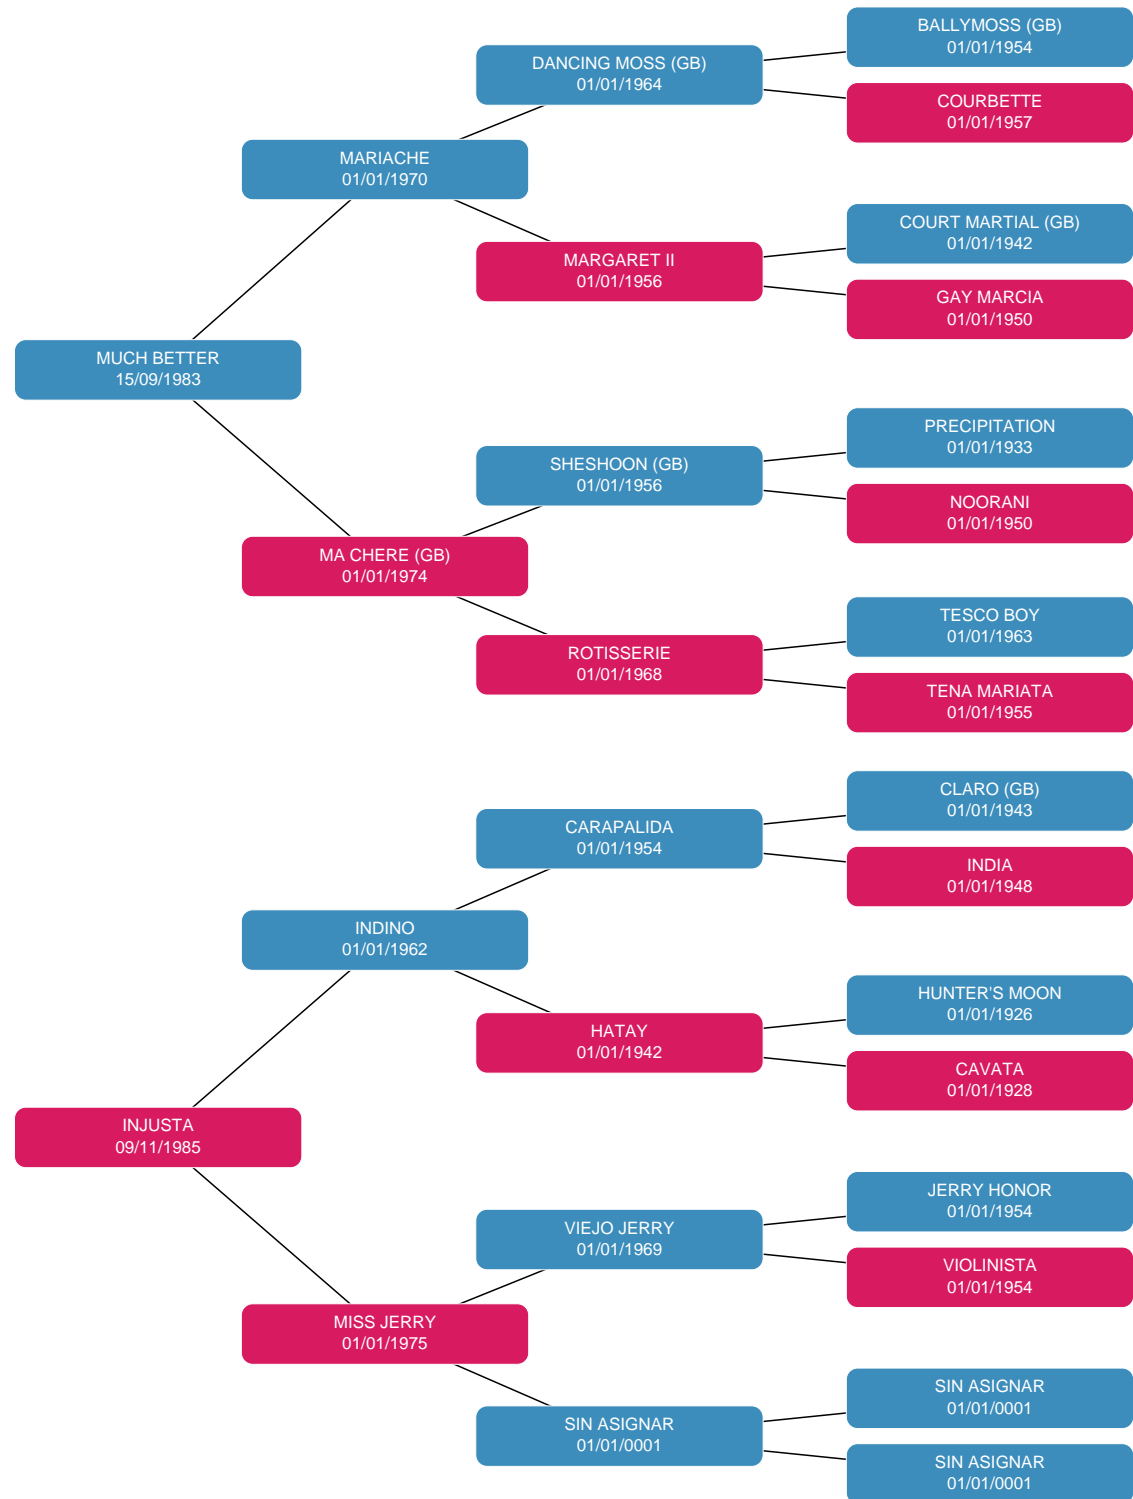 BALLYMOSS (GB)
01/01/1954
DANCING MOSS (GB)
01/01/1964
COURBETTE
01/01/1957
MARIACHE
01/01/1970
COURT MARTIAL (GB)
01/01/1942
MARGARET II
01/01/1956
GAY MARCIA
01/01/1950
MUCH BETTER
15/09/1983
PRECIPITATION
01/01/1933
SHESHOON (GB)
01/01/1956
NOORANI
01/01/1950
MA CHERE (GB)
01/01/1974
TESCO BOY
01/01/1963
ROTISSERIE
01/01/1968
TENA MARIATA
01/01/1955
CLARO (GB)
01/01/1943
CARAPALIDA
01/01/1954
INDIA
01/01/1948
INDINO
01/01/1962
HUNTER'S MOON
01/01/1926
HATAY
01/01/1942
CAVATA
01/01/1928
INJUSTA
09/11/1985
JERRY HONOR
01/01/1954
VIEJO JERRY
01/01/1969
VIOLINISTA
01/01/1954
MISS JERRY
01/01/1975
SIN ASIGNAR
01/01/0001
SIN ASIGNAR
01/01/0001
SIN ASIGNAR
01/01/0001